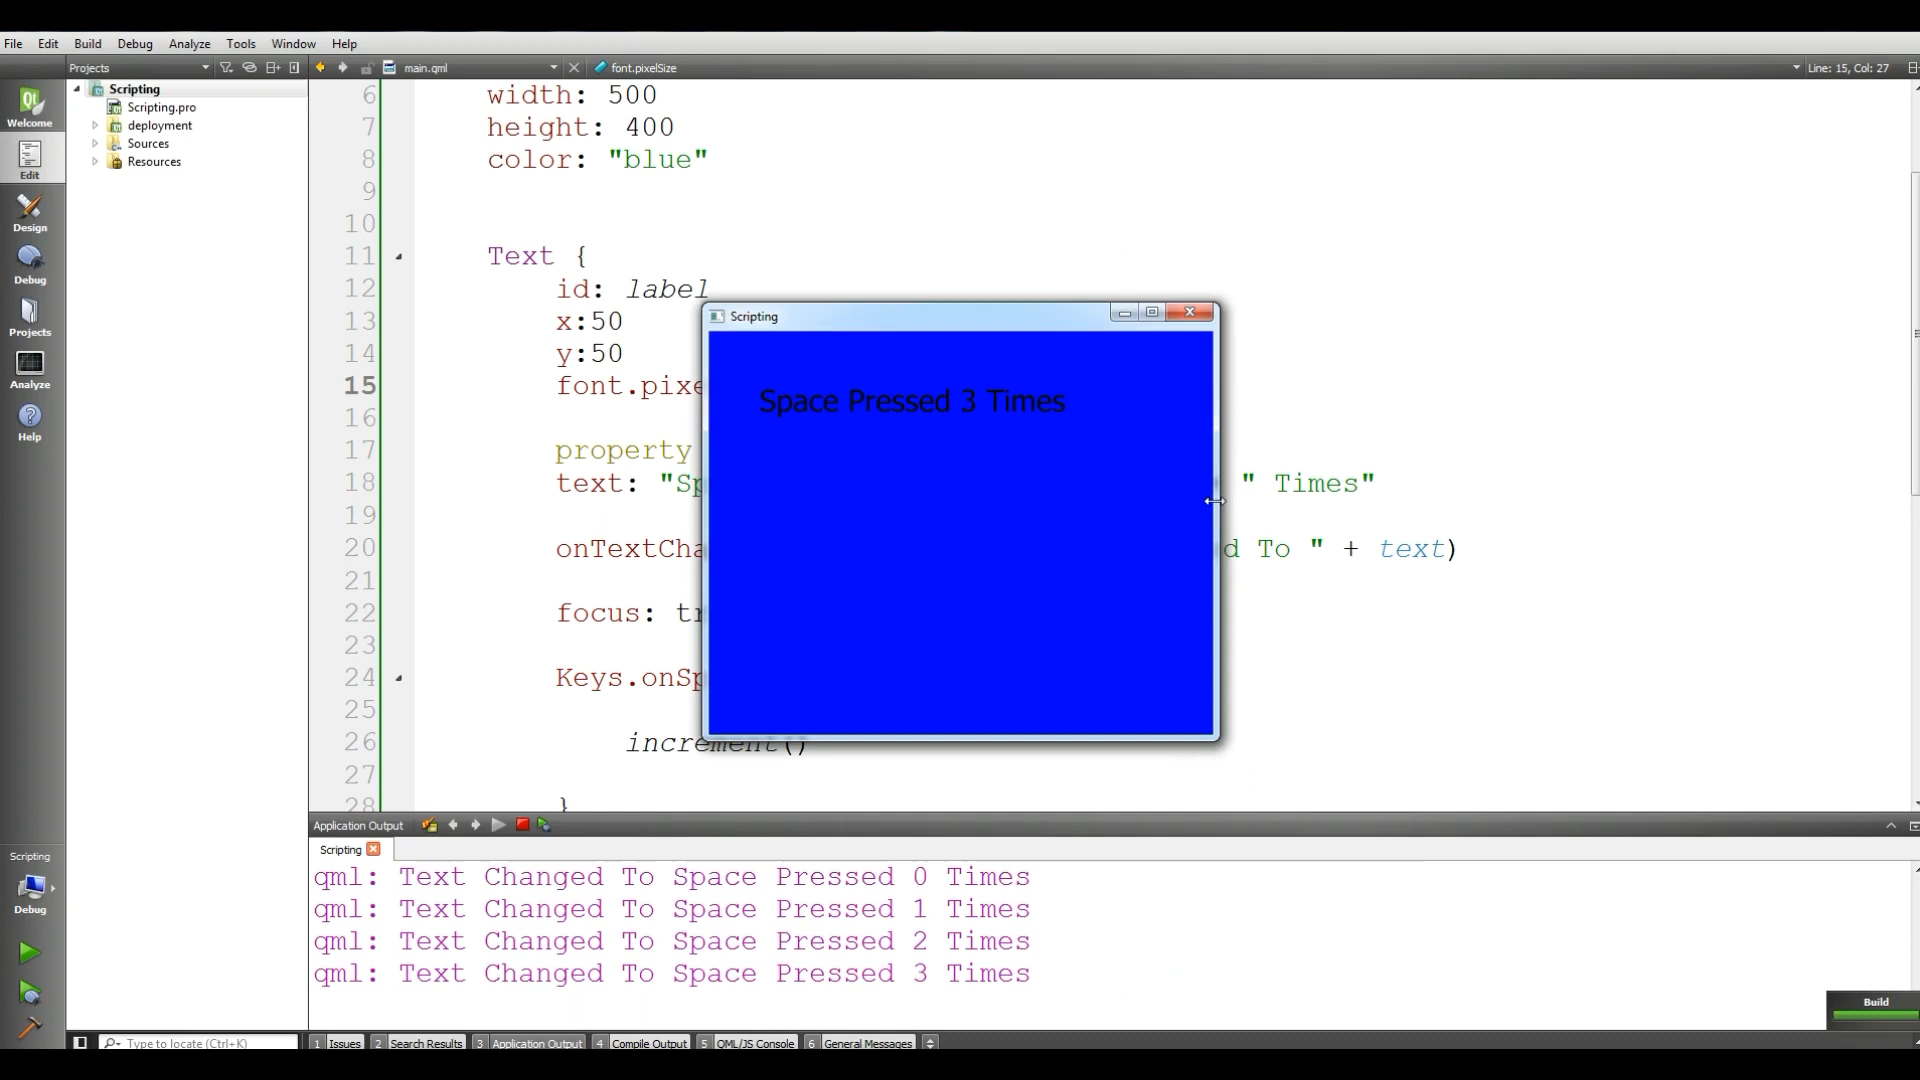 File Edit Build Debug Analyze Tools Window Help
Projects
main.qml
font.pixelSize
Line: 15, Col: 27
Welcome
Edit
Design
Debug
Projects
Analyze
Help
Scripting
Scripting.pro
deployment
Sources
Resources
6 width: 500
7 height: 400
8 color: "blue"
9
10
11 Text {
12 id: label
13 x:50
14 y:50
15 font.pixe
16
17 property
18 text: "Sp " Times"
19
20 onTextCha d To " + text)
21
22 focus: tr
23
24 Keys.onSp
25
26 increment()
27
28 }
Scripting
Space Pressed 3 Times
Application Output
Scripting
qml: Text Changed To Space Pressed 0 Times
qml: Text Changed To Space Pressed 1 Times
qml: Text Changed To Space Pressed 2 Times
qml: Text Changed To Space Pressed 3 Times
Scripting
Debug
Build
Type to locate (Ctrl+K)
1 Issues 2 Search Results 3 Application Output 4 Compile Output 5 QML/JS Console 6 General Messages